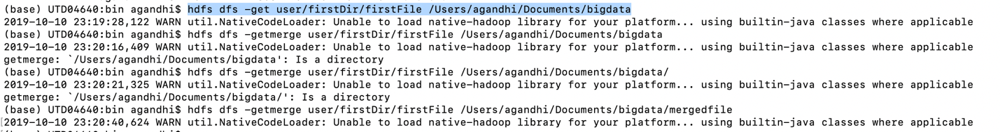 (base) UTD04640:bin agandhi$ hdfs dfs -get user/firstDir/firstFile /Users/agandhi/Documents/bigdata
2019-10-10 23:19:28,122 WARN util.NativeCodeLoader: Unable to load native-hadoop library for your platform... using builtin-java classes where applicable
(base) UTD04640:bin agandhi$ hdfs dfs -getmerge user/firstDir/firstFile /Users/agandhi/Documents/bigdata
2019-10-10 23:20:16,409 WARN util.NativeCodeLoader: Unable to load native-hadoop library for your platform... using builtin-java classes where applicable
getmerge: `/Users/agandhi/Documents/bigdata': Is a directory
(base) UTD04640:bin agandhi$ hdfs dfs -getmerge user/firstDir/firstFile /Users/agandhi/Documents/bigdata/
2019-10-10 23:20:21,325 WARN util.NativeCodeLoader: Unable to load native-hadoop library for your platform... using builtin-java classes where applicable
getmerge: `/Users/agandhi/Documents/bigdata/': Is a directory
(base) UTD04640:bin agandhi$ hdfs dfs -getmerge user/firstDir/firstFile /Users/agandhi/Documents/bigdata/mergedfile
2019-10-10 23:20:40,624 WARN util.NativeCodeLoader: Unable to load native-hadoop library for your platform... using builtin-java classes where applicable